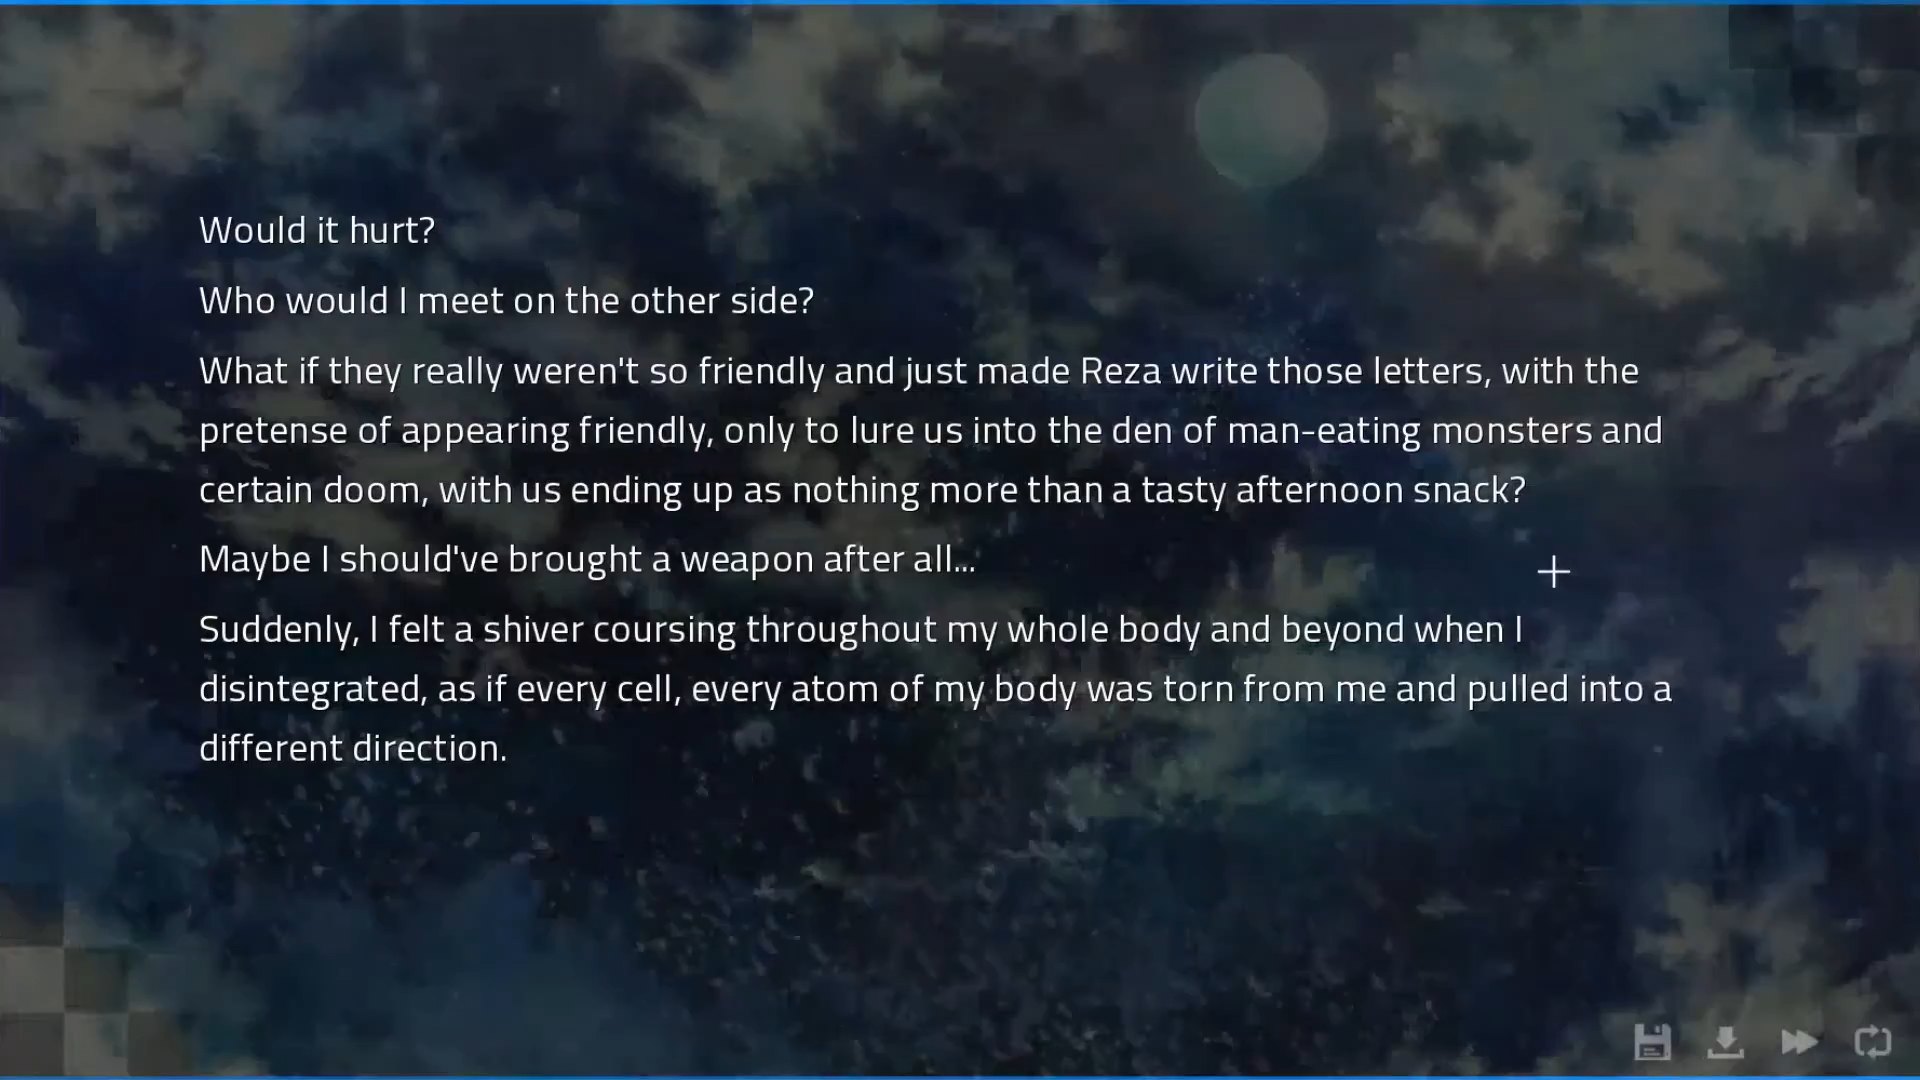 Would it hurt?
Who would I meet on the other side?
What if they really weren't so friendly and just made Reza write those letters, with the
pretense of appearing friendly, only to lure us into the den of man-eating monsters and
certain doom, with us ending up as nothing more than a tasty afternoon snack?
Maybe I should've brought a weapon after all...
Suddenly, I felt a shiver coursing throughout my whole body and beyond when I
disintegrated, as if every cell, every atom of my body was torn from me and pulled into a
different direction.